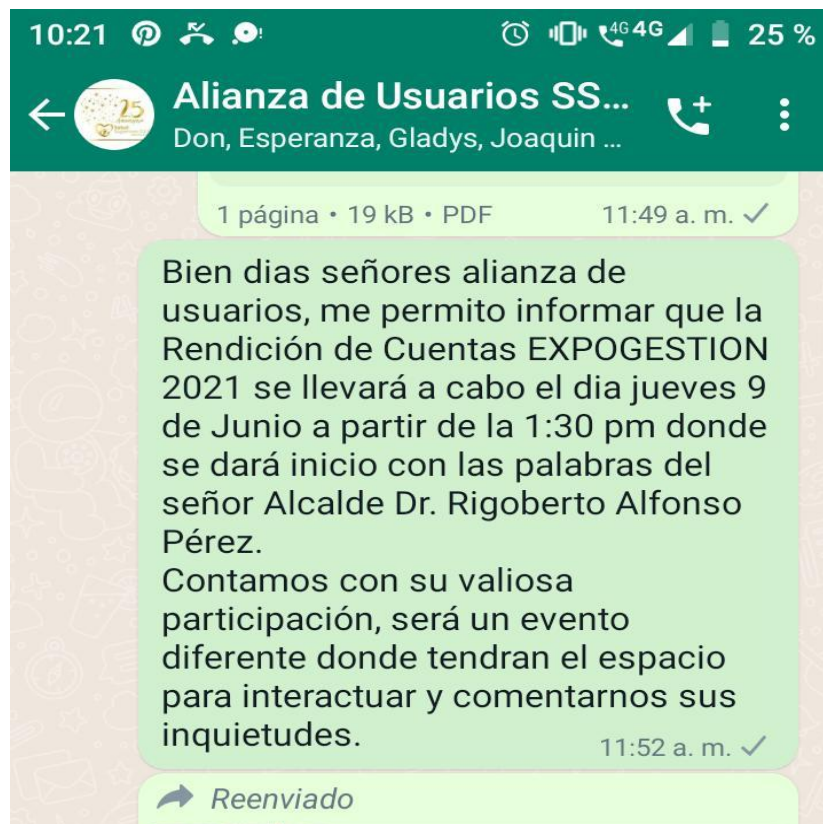 10:21 4G 4G 25 %
Alianza de Usuarios SS...
Don, Esperanza, Gladys, Joaquin ...
1 página • 19 kB • PDF 11:49 a. m.
Bien dias señores alianza de
usuarios, me permito informar que la
Rendición de Cuentas EXPOGESTION
2021 se llevará a cabo el dia jueves 9
de Junio a partir de la 1:30 pm donde
se dará inicio con las palabras del
señor Alcalde Dr. Rigoberto Alfonso
Pérez.
Contamos con su valiosa
participación, será un evento
diferente donde tendran el espacio
para interactuar y comentarnos sus
inquietudes. 11:52 a. m.
Reenviado